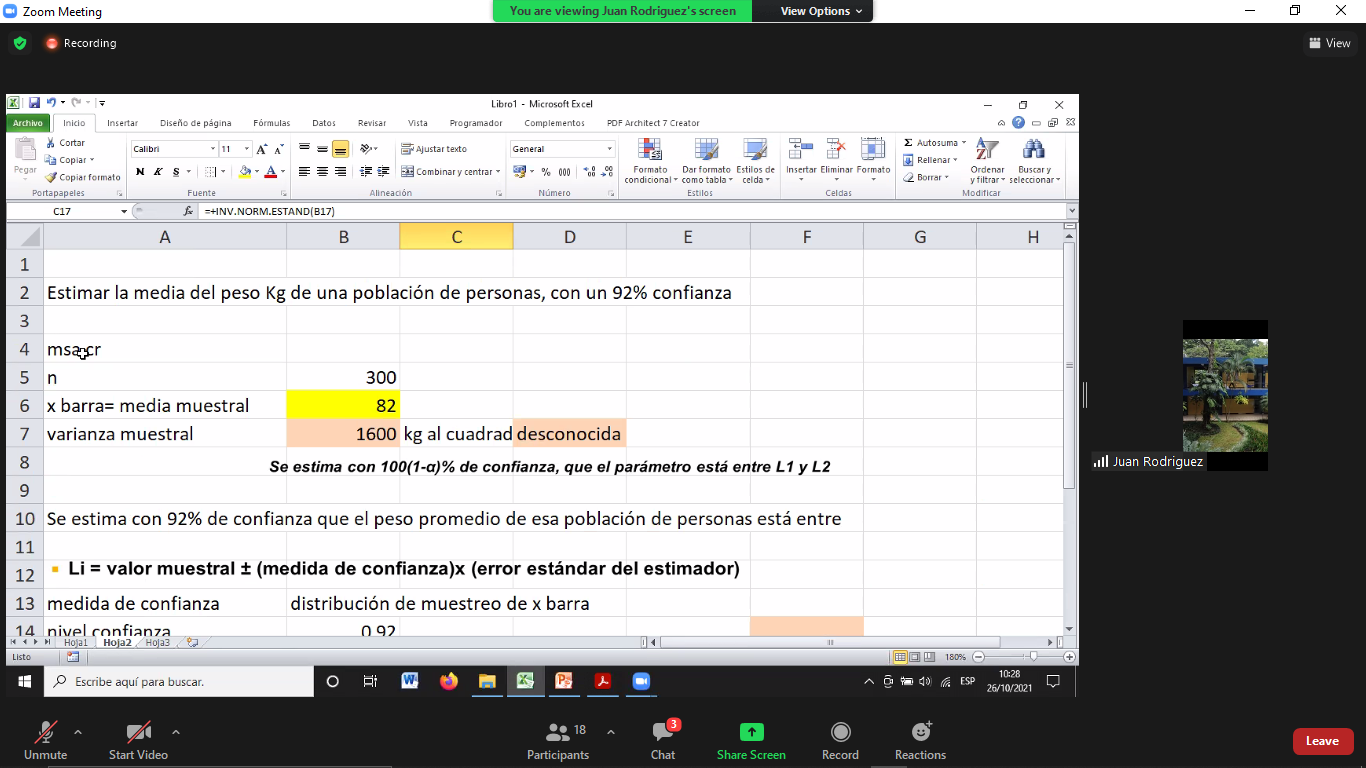 Zoom Meeting
You are viewing Juan Rodriguez's screen
View Options
Recording
View
Libro1 - Microsoft Excel
Archivo Inicio Insertar Diseño de página Fórmulas Datos Revisar Vista Programador Complementos PDF Architect 7 Creator
Pegar
Cortar
Copiar
Copiar formato
Portapapeles
Calibri 11
N K S
Fuente
Ajustar texto
Combinar y centrar
Alineación
General
% 000
Número
Formato condicional
Dar formato como tabla
Estilos de celda
Estilos
Insertar Eliminar Formato
Celdas
Autosuma
Rellenar
Borrar
Ordenar y filtrar
Buscar y seleccionar
Modificar
C17 fx =+INV.NORM.ESTAND(B17)
A B C D E F G H
1
2 Estimar la media del peso Kg de una población de personas, con un 92% confianza
3
4 msa cr
5 n 300
6 x barra= media muestral 82
7 varianza muestral 1600 kg al cuadrad desconocida
8 Se estima con 100(1-α)% de confianza, que el parámetro está entre L1 y L2
9
10 Se estima con 92% de confianza que el peso promedio de esa población de personas está entre
11
12 Li = valor muestral ± (medida de confianza)x (error estándar del estimador)
13 medida de confianza distribución de muestreo de x barra
14 nivel confianza 0.92
Hoja1 Hoja2 Hoja3
Listo 180%
Escribe aquí para buscar.
ESP
10:28
26/10/2021
Juan Rodriguez
Unmute
Start Video
Participants 18
Chat 3
Share Screen
Record
Reactions
Leave